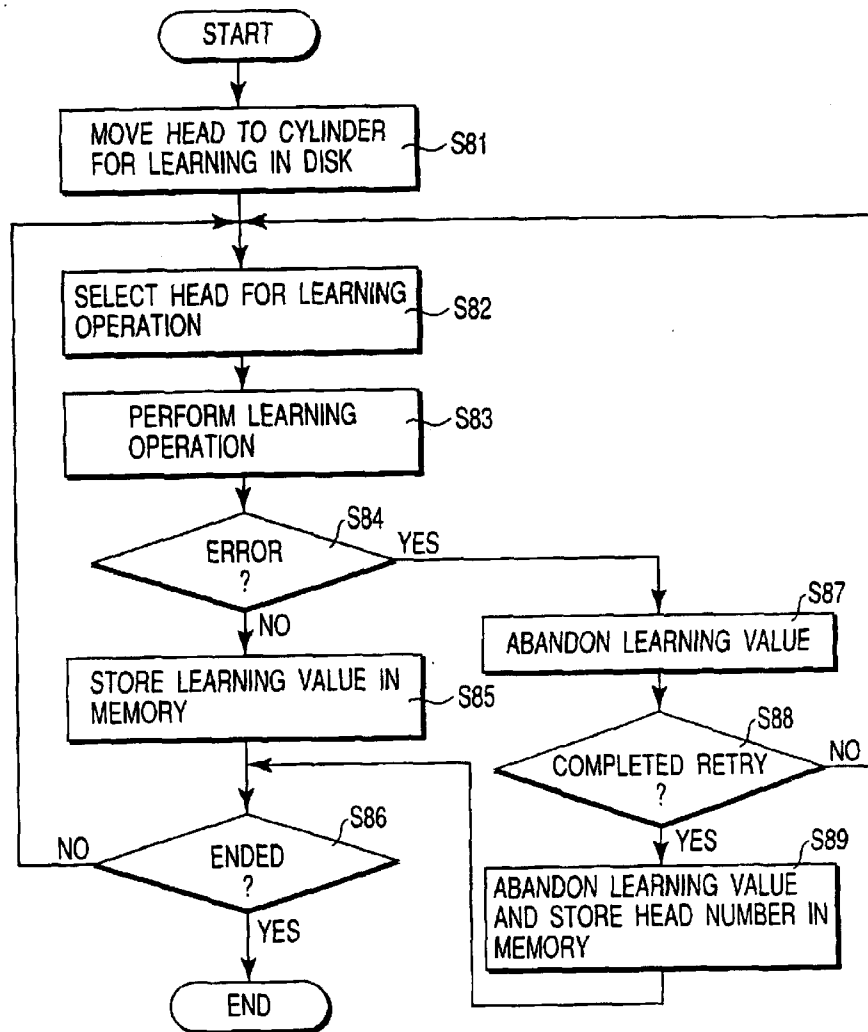 START
MOVE HEAD TO CYLINDER
FOR LEARNING IN DISK
S81
SELECT HEAD FOR LEARNING
OPERATION
S82
PERFORM LEARNING
OPERATION
S83
S84
ERROR
?
YES
NO
S87
ABANDON LEARNING VALUE
STORE LEARNING VALUE IN
MEMORY
S85
S88
COMPLETED RETRY
?
NO
YES
S86
ENDED
?
NO
YES
S89
ABANDON LEARNING VALUE
AND STORE HEAD NUMBER IN
MEMORY
END